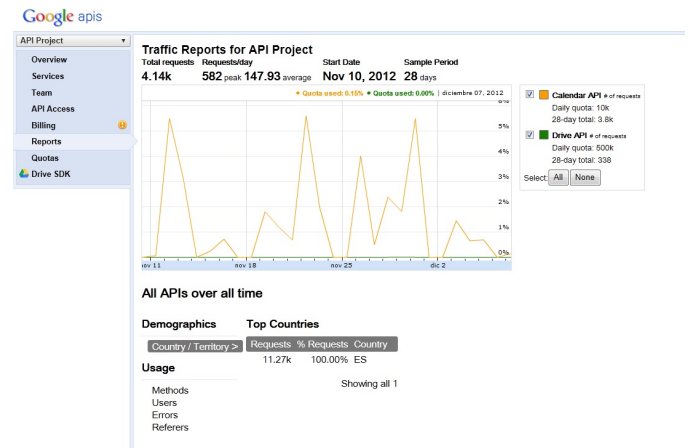 Google apis
API Project
Overview
Services
Team
API Access
Billing
Reports
Quotas
Drive SDK
Traffic Reports for API Project
Total requests Requests/day Start Date Sample Period
4.14k 582 peak 147.93 average Nov 10, 2012 28 days
Quota used: 0.15% Quota used: 0.00% | diciembre 07, 2012
6%
5%
4%
3%
2%
1%
0%
nov 11 nov 18 nov 25 dic 2
Calendar API # of requests
Daily quota: 10k
28-day total: 3.8k
Drive API # of requests
Daily quota: 500k
28-day total: 338
Select: All None
All APIs over all time
Demographics
Country / Territory >
Usage
Methods
Users
Errors
Referers
Top Countries
Requests % Requests Country
11.27k 100.00% ES
Showing all 1